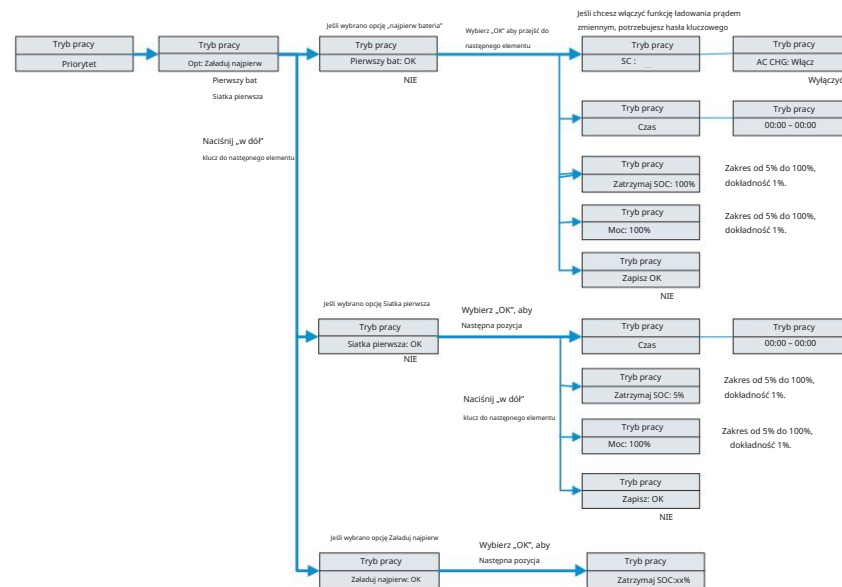 Jeśli chcesz włączyć funkcję ładowania prądem
zmiennym, potrzebujesz hasła kluczowego
Jeśli wybrano opcję „najpierw bateria"
Wybierz „OK" aby przejść do
następnego elementu
Tryb pracy
Priorytet
Tryb pracy
Opt: Załaduj najpierw
Pierwszy bat
Siatka pierwsza
Tryb pracy
Pierwszy bat: OK
NIE
Tryb pracy
SC : __
Tryb pracy
AC CHG: Włącz
Wyłączyć
Naciśnij „w dół"
klucz do następnego elementu
Tryb pracy
Czas
Tryb pracy
00:00 – 00:00
Tryb pracy
Zatrzymaj SOC: 100%
Zakres od 5% do 100%,
dokładność 1%.
Tryb pracy
Moc: 100%
Zakres od 5% do 100%,
dokładność 1%.
Tryb pracy
Zapisz OK
NIE
Jeśli wybrano opcję Siatka pierwsza
Wybierz „OK", aby
Następna pozycja
Tryb pracy
Siatka pierwsza: OK
NIE
Tryb pracy
Czas
Tryb pracy
00:00 – 00:00
Naciśnij „w dół"
klucz do następnego elementu
Tryb pracy
Zatrzymaj SOC: 5%
Zakres od 5% do 100%,
dokładność 1%.
Tryb pracy
Moc: 100%
Zakres od 5% do 100%,
dokładność 1%.
Tryb pracy
Zapisz: OK
NIE
Jeśli wybrano opcję Załaduj najpierw
Wybierz „OK", aby
Następna pozycja
Tryb pracy
Załaduj najpierw: OK
Tryb pracy
Zatrzymaj SOC:xx%